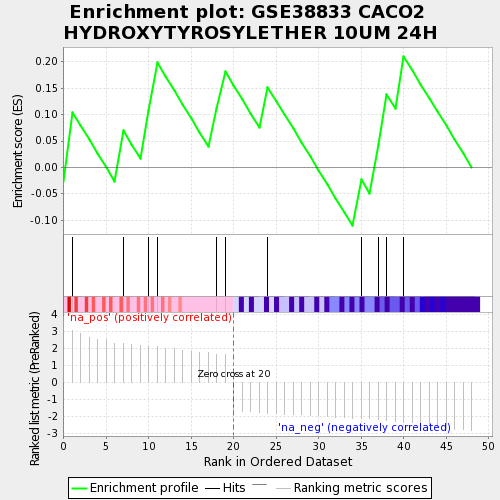 Enrichment plot: GSE38833 CACO2
HYDROXYTYROSYLETHER 10UM 24H
Enrichment score (ES)
0.20
0.15
0.10
0.05
0.00
-0.05
-0.10
'na_pos' (positively correlated)
Ranked list metric (PreRanked)
4
3
2
1
0
-1
-2
-3
Zero cross at 20
'na_neg' (negatively correlated)
0 5 10 15 20 25 30 35 40 45 50
Rank in Ordered Dataset
Enrichment profile Hits Ranking metric scores